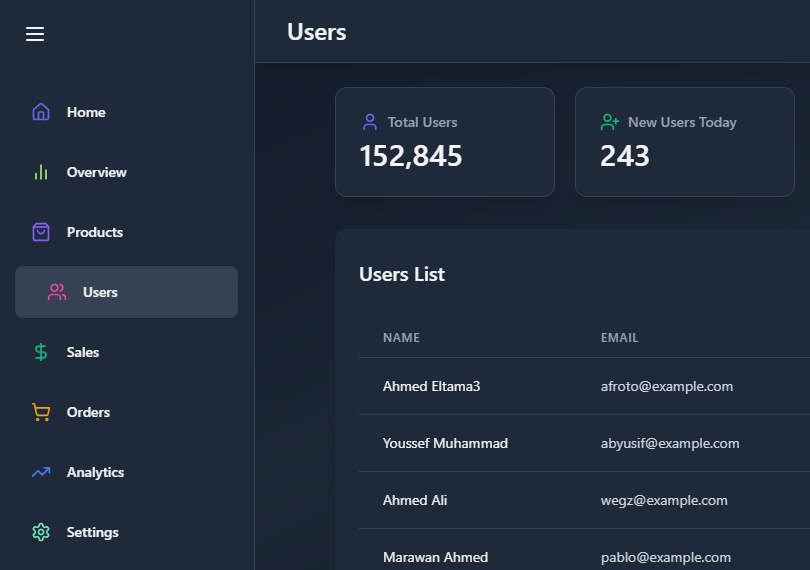 Users
Home
Overview
Products
Users
Sales
Orders
Analytics
Settings
Total Users
152,845
New Users Today
243
Users List
NAME EMAIL
Ahmed Eltama3 afroto@example.com
Youssef Muhammad abyusif@example.com
Ahmed Ali wegz@example.com
Marawan Ahmed pablo@example.com